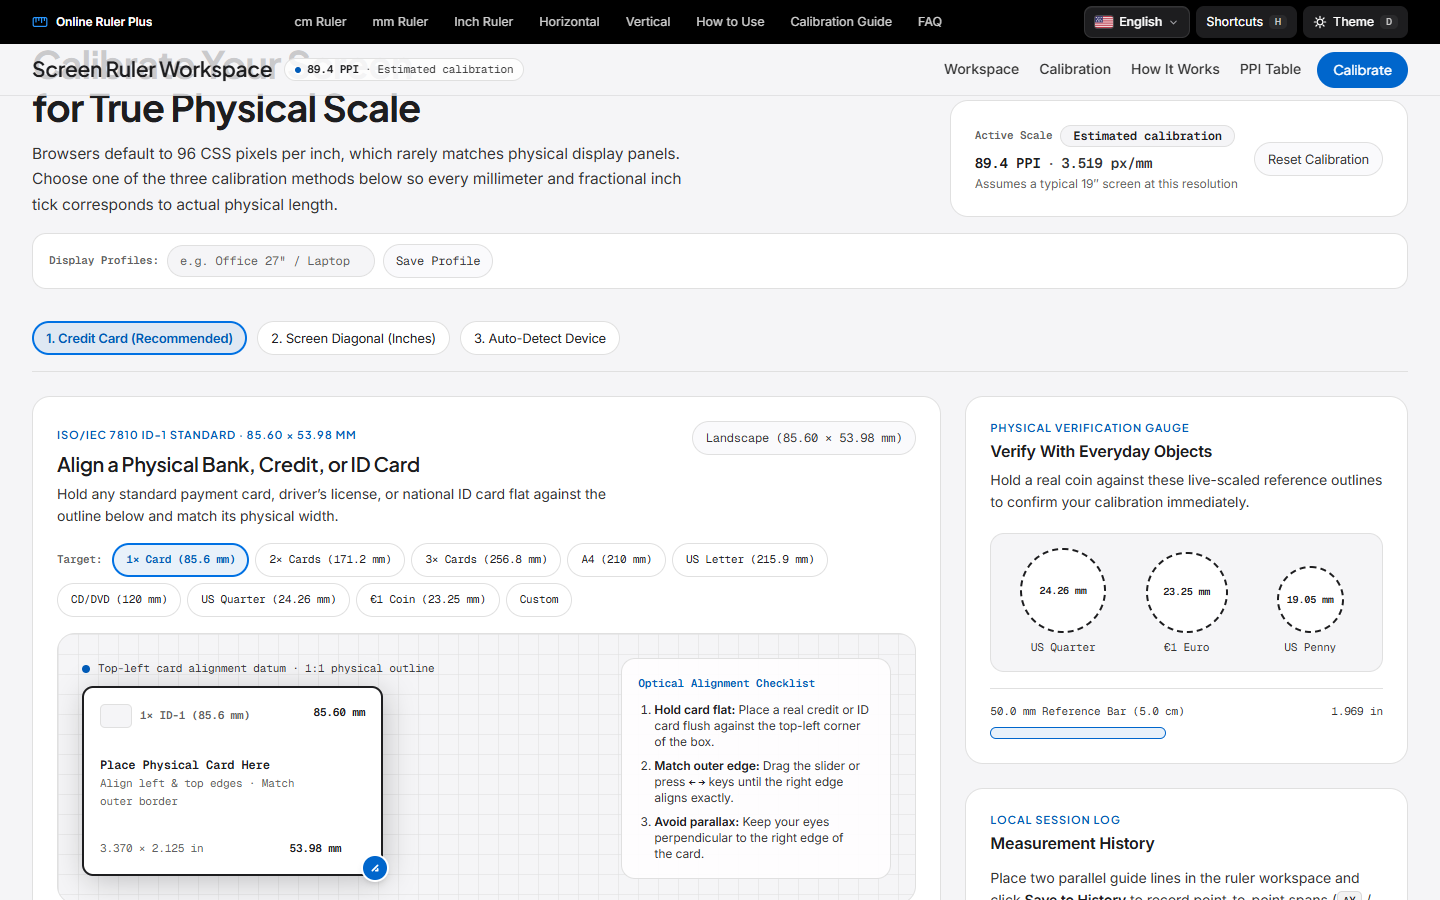 Online Ruler Plus
cm Ruler
mm Ruler
Inch Ruler
Horizontal
Vertical
How to Use
Calibration Guide
FAQ
English
Shortcuts H
Theme D
Calibrate Your S
Screen Ruler Workspace
89.4 PPI · Estimated calibration
Workspace
Calibration
How It Works
PPI Table
Calibrate
for True Physical Scale
Browsers default to 96 CSS pixels per inch, which rarely matches physical display panels.
Choose one of the three calibration methods below so every millimeter and fractional inch
tick corresponds to actual physical length.
Active Scale Estimated calibration
89.4 PPI · 3.519 px/mm
Assumes a typical 19″ screen at this resolution
Reset Calibration
Display Profiles:
e.g. Office 27" / Laptop
Save Profile
1. Credit Card (Recommended)
2. Screen Diagonal (Inches)
3. Auto-Detect Device
ISO/IEC 7810 ID-1 STANDARD · 85.60 × 53.98 MM
Align a Physical Bank, Credit, or ID Card
Landscape (85.60 × 53.98 mm)
Hold any standard payment card, driver’s license, or national ID card flat against the
outline below and match its physical width.
Target:
1× Card (85.6 mm)
2× Cards (171.2 mm)
3× Cards (256.8 mm)
A4 (210 mm)
US Letter (215.9 mm)
CD/DVD (120 mm)
US Quarter (24.26 mm)
€1 Coin (23.25 mm)
Custom
Top-left card alignment datum · 1:1 physical outline
1× ID-1 (85.6 mm)
85.60 mm
Place Physical Card Here
Align left & top edges · Match
outer border
3.370 × 2.125 in
53.98 mm
Optical Alignment Checklist
1. Hold card flat: Place a real credit or ID
card flush against the top-left corner
of the box.
2. Match outer edge: Drag the slider or
press ←→ keys until the right edge
aligns exactly.
3. Avoid parallax: Keep your eyes
perpendicular to the right edge of
the card.
PHYSICAL VERIFICATION GAUGE
Verify With Everyday Objects
Hold a real coin against these live-scaled reference outlines
to confirm your calibration immediately.
24.26 mm
23.25 mm
19.05 mm
US Quarter
€1 Euro
US Penny
50.0 mm Reference Bar (5.0 cm)
1.969 in
LOCAL SESSION LOG
Measurement History
Place two parallel guide lines in the ruler workspace and
click Save to History to record point-to-point spans (ΔX /